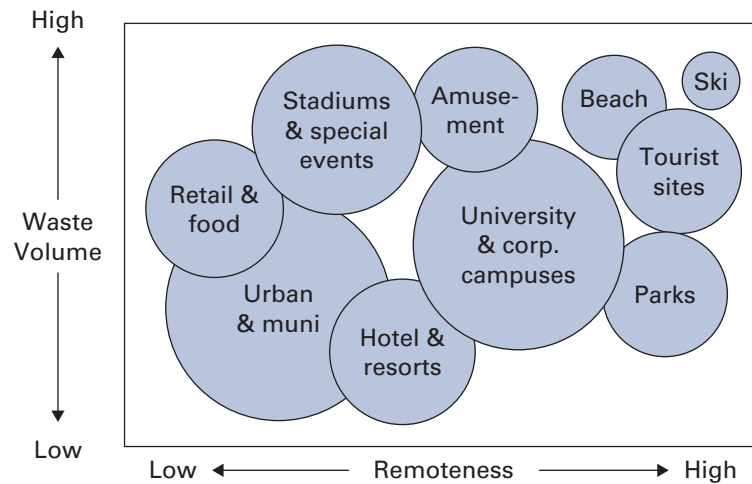 High
Waste
Volume
Low
Stadiums
& special
events
Amuse-
ment
Beach
Ski
Tourist
sites
Retail &
food
University
& corp.
campuses
Urban
& muni
Hotel &
resorts
Parks
Low
Remoteness
High